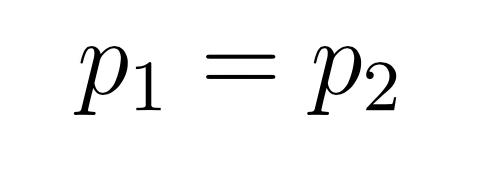 p₁ = p₂